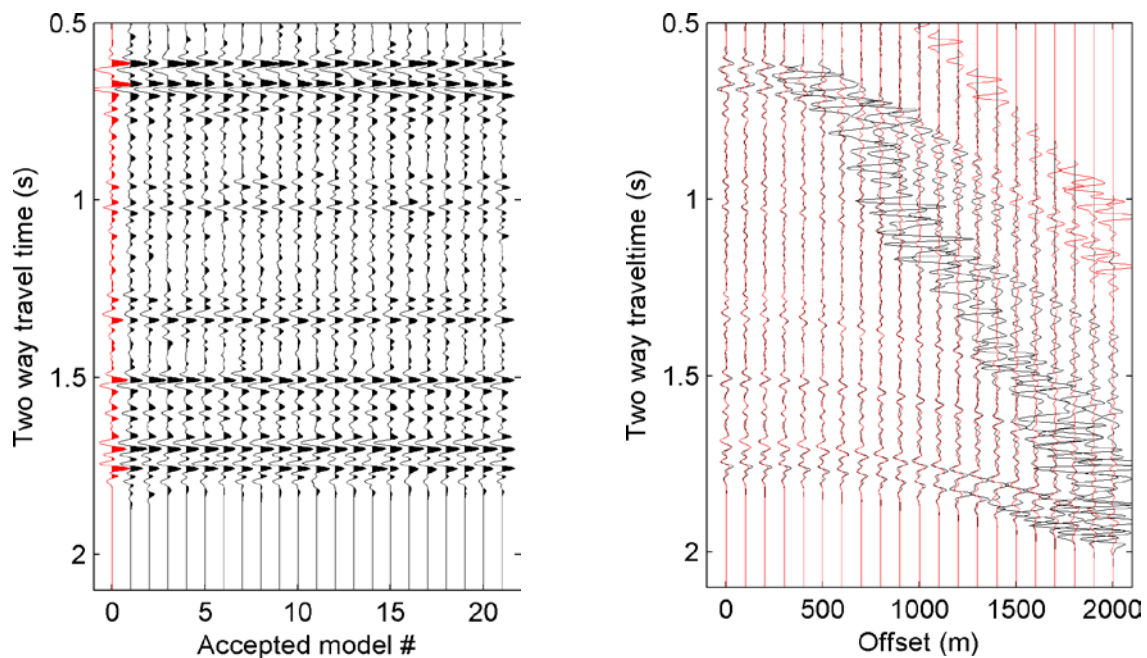 0.5
1
1.5
2
Two way travel time (s)
0 5 10 15 20
Accepted model #
0.5
1
1.5
2
Two way traveltime (s)
0 500 1000 1500 2000
Offset (m)